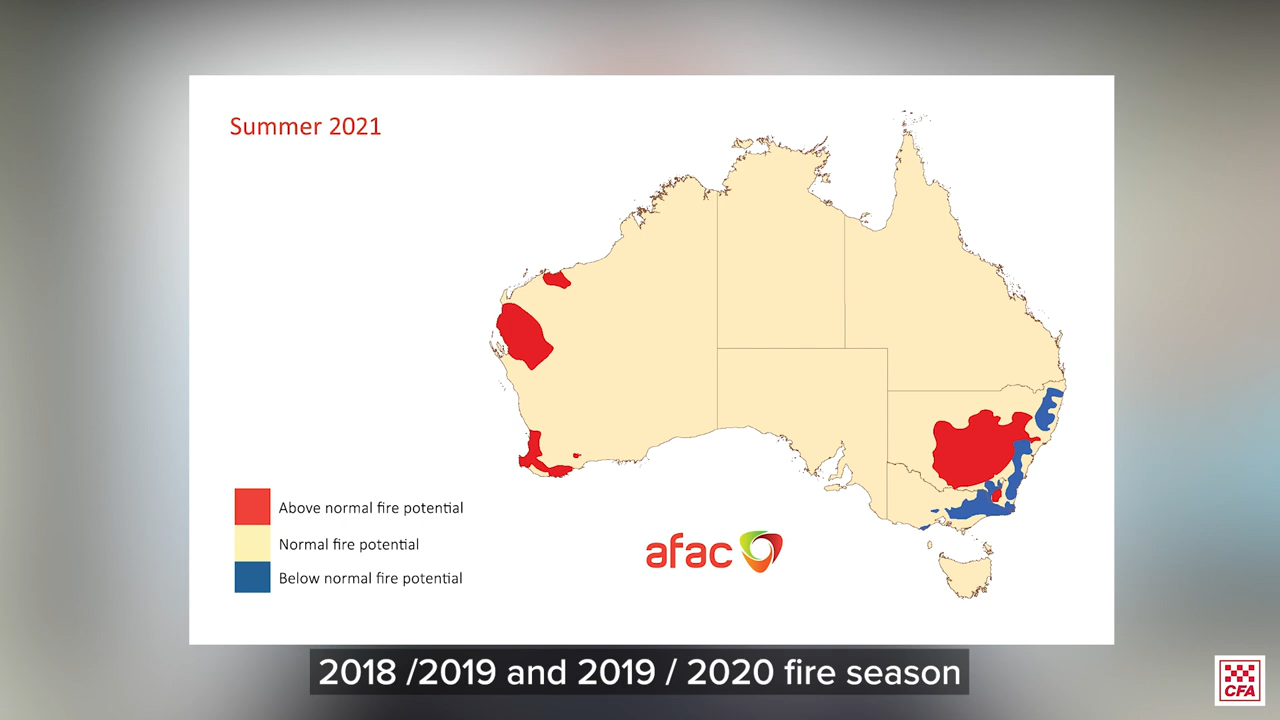 Summer 2021
Above normal fire potential
Normal fire potential
Below normal fire potential
afac
2018 /2019 and 2019 / 2020 fire season
CFA